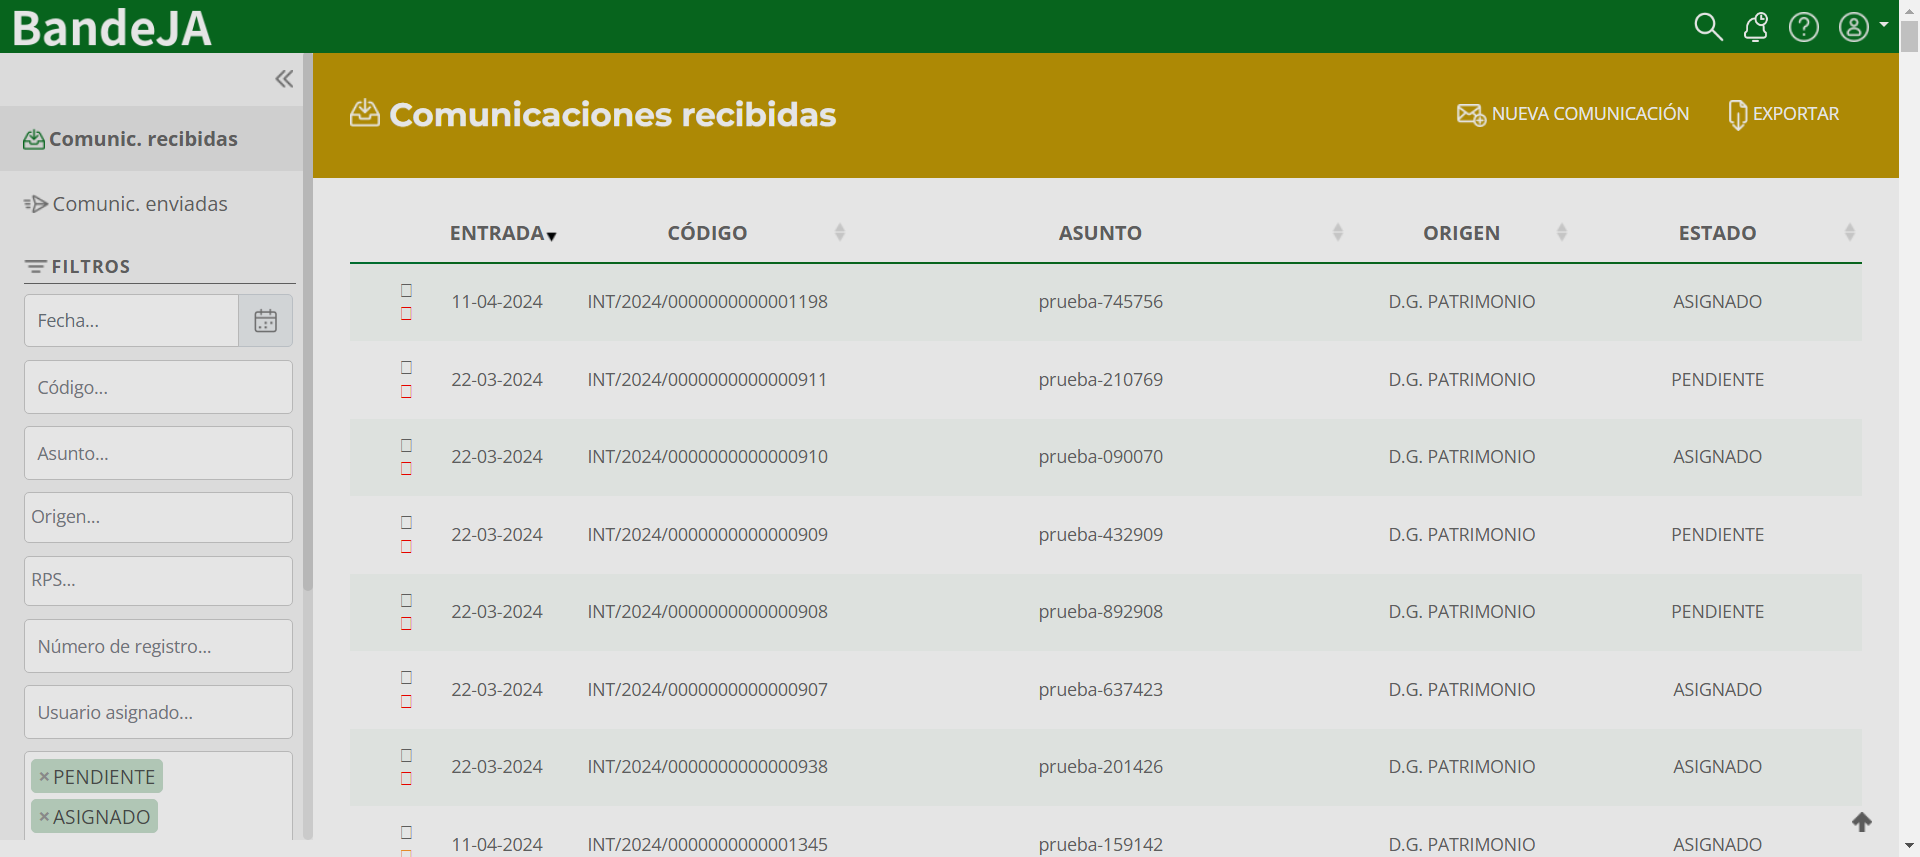 BandeJA
Comunic. recibidas
Comunic. enviadas
FILTROS
Fecha...
Código...
Asunto...
Origen...
RPS...
Número de registro...
Usuario asignado...
×PENDIENTE
×ASIGNADO
Comunicaciones recibidas
NUEVA COMUNICACIÓN
EXPORTAR
ENTRADA CÓDIGO ASUNTO ORIGEN ESTADO
11-04-2024 INT/2024/0000000000001198 prueba-745756 D.G. PATRIMONIO ASIGNADO
22-03-2024 INT/2024/0000000000000911 prueba-210769 D.G. PATRIMONIO PENDIENTE
22-03-2024 INT/2024/0000000000000910 prueba-090070 D.G. PATRIMONIO ASIGNADO
22-03-2024 INT/2024/0000000000000909 prueba-432909 D.G. PATRIMONIO PENDIENTE
22-03-2024 INT/2024/0000000000000908 prueba-892908 D.G. PATRIMONIO PENDIENTE
22-03-2024 INT/2024/0000000000000907 prueba-637423 D.G. PATRIMONIO ASIGNADO
22-03-2024 INT/2024/0000000000000938 prueba-201426 D.G. PATRIMONIO ASIGNADO
11-04-2024 INT/2024/0000000000001345 prueba-159142 D.G. PATRIMONIO ASIGNADO